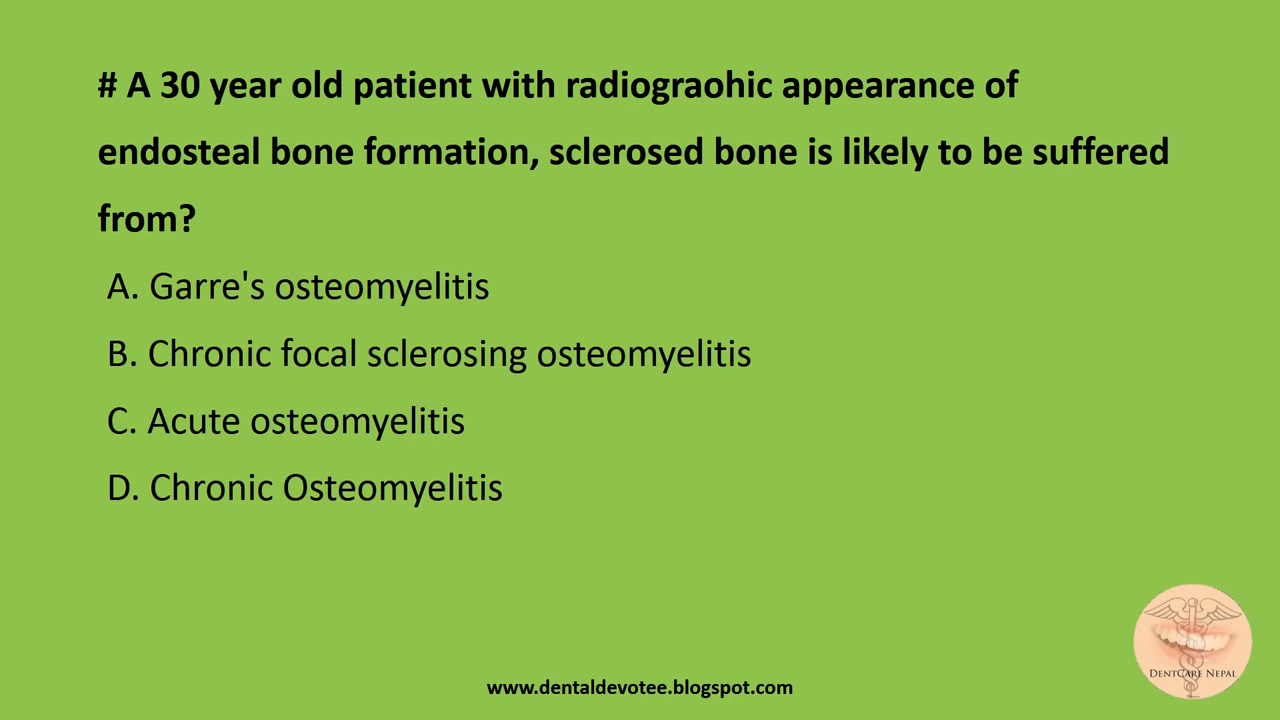 # A 30 year old patient with radiograohic appearance of
endosteal bone formation, sclerosed bone is likely to be suffered
from?
A. Garre's osteomyelitis
B. Chronic focal sclerosing osteomyelitis
C. Acute osteomyelitis
D. Chronic Osteomyelitis
DENTCARE NEPAL
www.dentaldevotee.blogspot.com